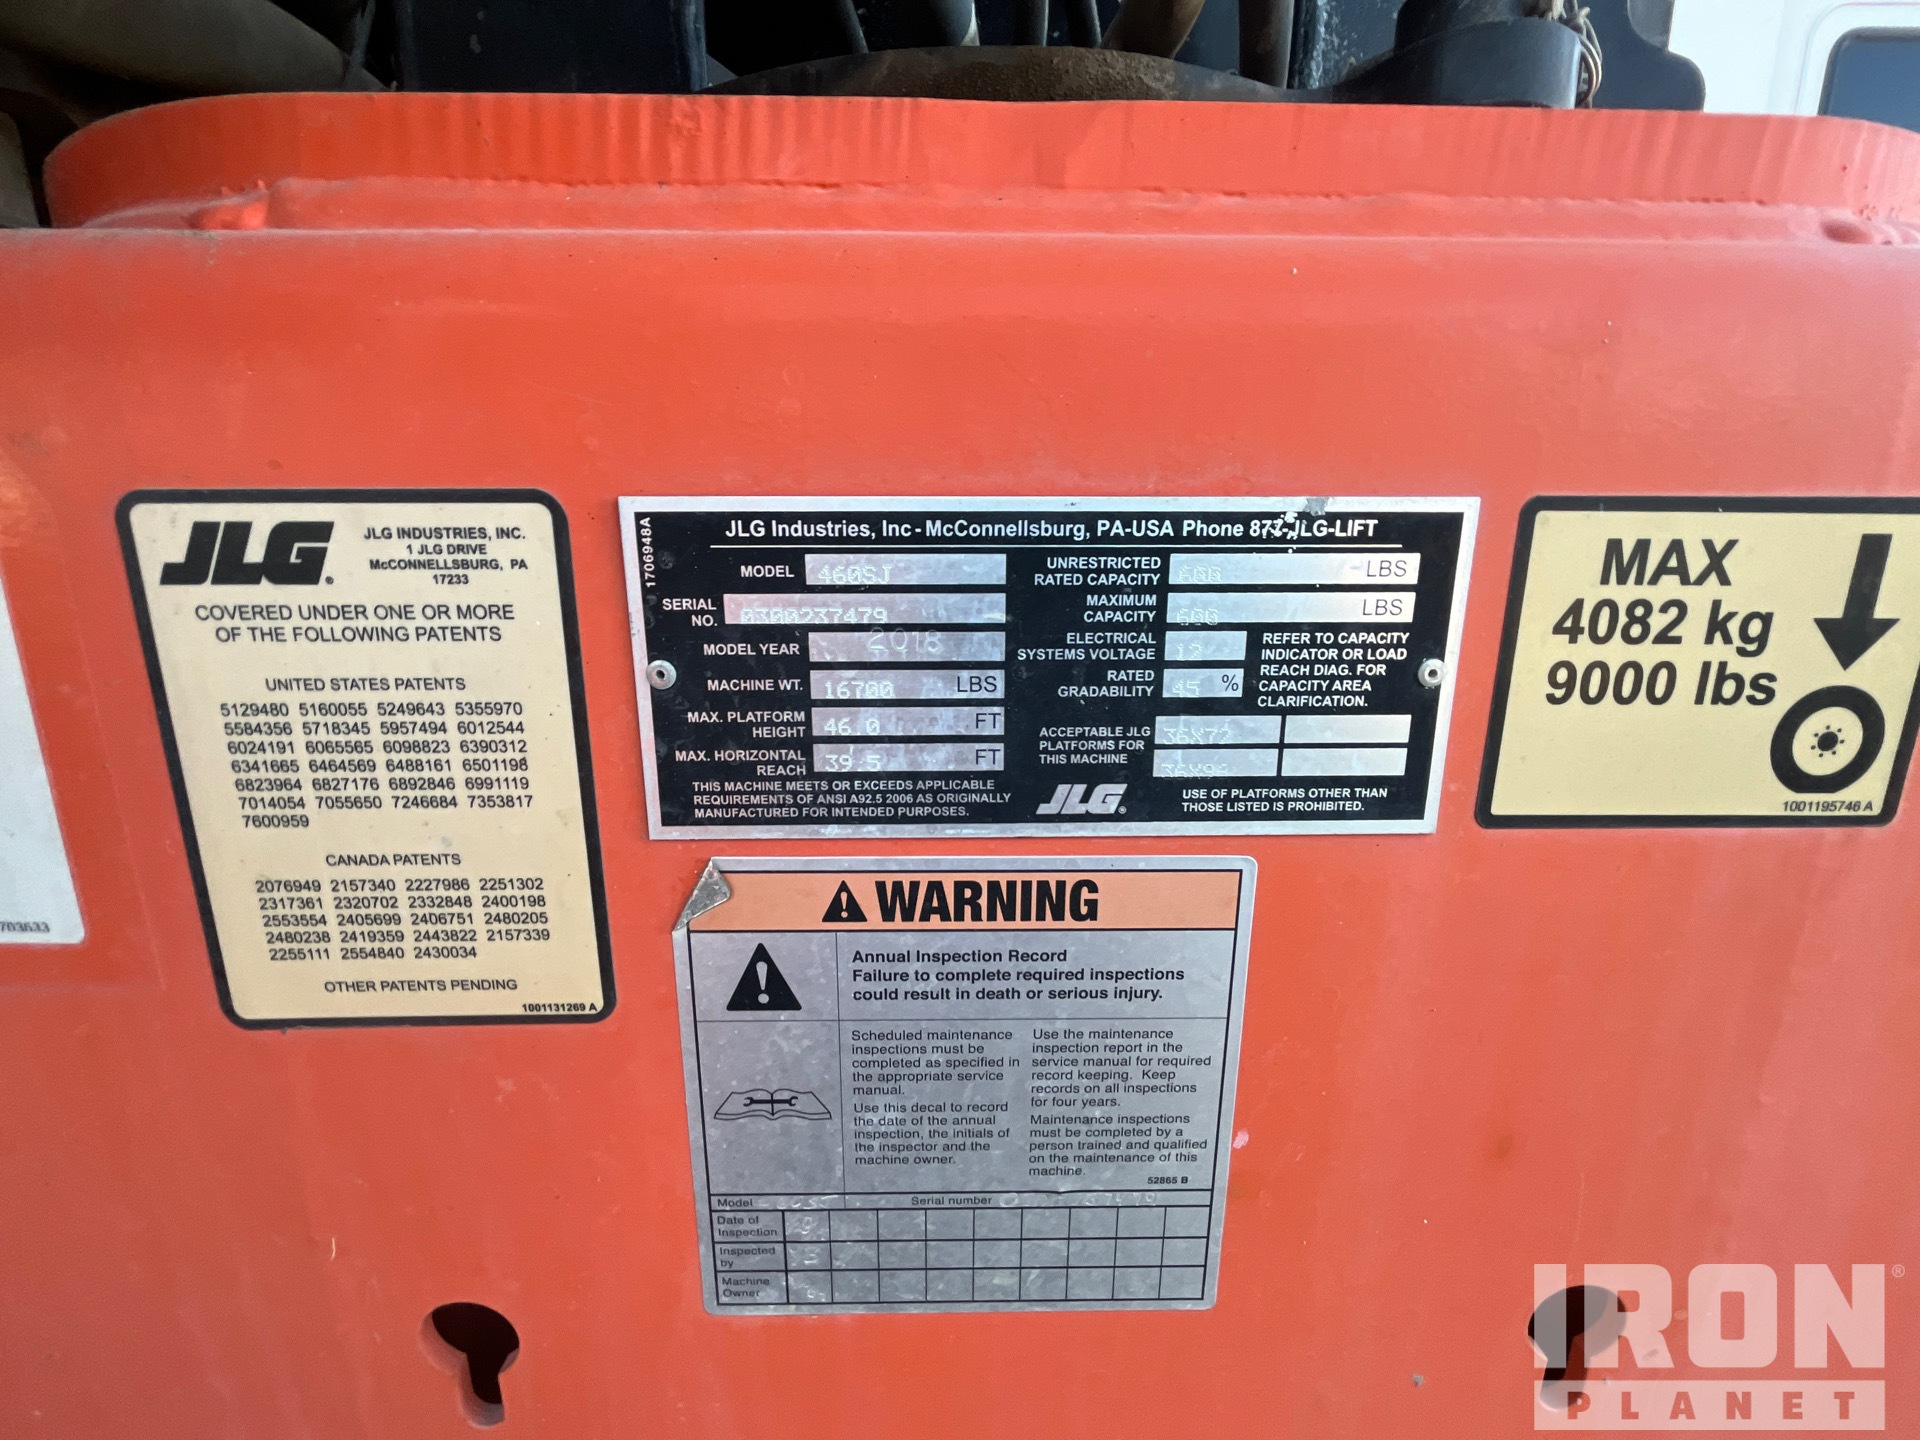 JLG
JLG INDUSTRIES, INC.
1 JLG DRIVE
McCONNELLSBURG, PA
17233
COVERED UNDER ONE OR MORE
OF THE FOLLOWING PATENTS
UNITED STATES PATENTS
5129480 5160055 5249643 5355970
5584356 5718345 5957494 6012544
6024191 6065565 6098823 6390312
6341665 6464569 6488161 6501198
6823964 6827176 6892846 6991119
7014054 7055650 7246684 7353817
7600959
CANADA PATENTS
2076949 2157340 2227986 2251302
2317361 2320702 2332848 2400198
2553554 2405699 2406751 2480205
2480238 2419359 2443822 2157339
2255111 2554840 2430034
OTHER PATENTS PENDING
1001131269 A
703633
1706948A
JLG Industries, Inc - McConnellsburg, PA-USA Phone 877-JLG-LIFT
MODEL 460SJ
SERIAL NO. 0300237479
MODEL YEAR 2018
MACHINE WT. 16700 LBS
MAX. PLATFORM HEIGHT 46.0 FT
MAX. HORIZONTAL REACH 39.5 FT
THIS MACHINE MEETS OR EXCEEDS APPLICABLE
REQUIREMENTS OF ANSI A92.5 2006 AS ORIGINALLY
MANUFACTURED FOR INTENDED PURPOSES.
UNRESTRICTED RATED CAPACITY 600 LBS
MAXIMUM CAPACITY 600 LBS
ELECTRICAL SYSTEMS VOLTAGE 12
RATED GRADABILITY 45 %
REFER TO CAPACITY
INDICATOR OR LOAD
REACH DIAG. FOR
CAPACITY AREA
CLARIFICATION.
ACCEPTABLE JLG
PLATFORMS FOR
THIS MACHINE
36X72
JLG
USE OF PLATFORMS OTHER THAN
THOSE LISTED IS PROHIBITED.
MAX
4082 kg
9000 lbs
1001195746 A
WARNING
Annual Inspection Record
Failure to complete required inspections
could result in death or serious injury.
Scheduled maintenance
inspections must be
completed as specified in
the appropriate service
manual.
Use this decal to record
the date of the annual
inspection, the initials of
the inspector and the
machine owner.
Use the maintenance
inspection report in the
service manual for required
record keeping. Keep
records on all inspections
for four years.
Maintenance inspections
must be completed by a
person trained and qualified
on the maintenance of this
machine.
52865 B
Model
Serial number
Date of
Inspection
Inspected
by
Machine
Owner
IRON
PLANET